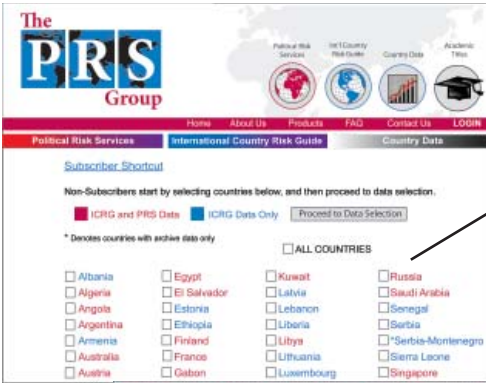 The
PRS
Group
Political Risk Services
Int'l Country Risk Guide
Country Data
Academic Titles
Home About Us Products FAQ Contact Us LOGIN
Political Risk Services International Country Risk Guide Country Data
Subscriber Shortcut
Non-Subscribers start by selecting countries below, and then proceed to data selection.
ICRG and PRS Data ICRG Data Only Proceed to Data Selection
* Denotes countries with archive data only
ALL COUNTRIES
Albania Egypt Kuwait Russia
Algeria El Salvador Latvia Saudi Arabia
Angola Estonia Lebanon Senegal
Argentina Ethiopia Liberia Serbia
Armenia Finland Libya *Serbia-Montenegro
Australia France Lithuania Sierra Leone
Austria Gabon Luxembourg Singapore